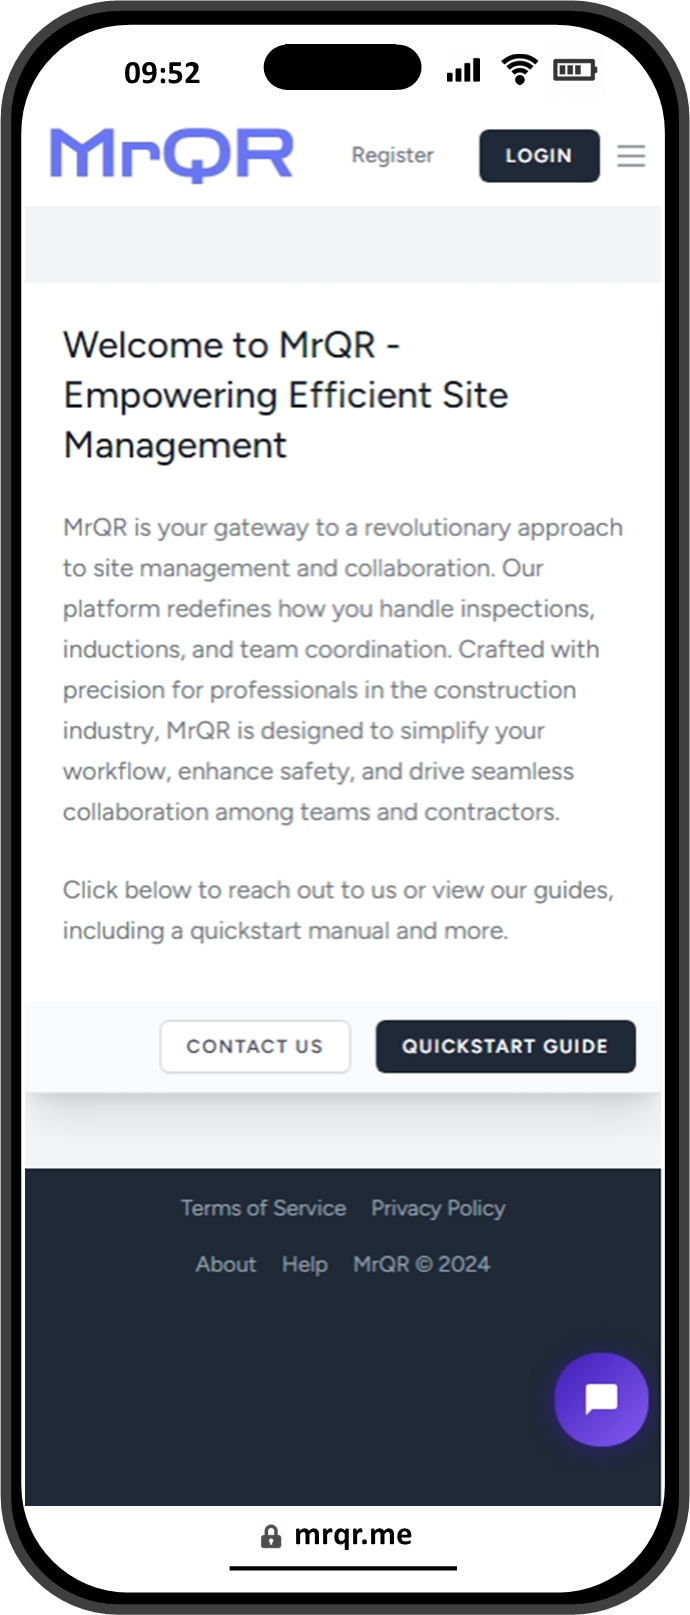 09:52
MrQR Register LOGIN
Welcome to MrQR -
Empowering Efficient Site
Management
MrQR is your gateway to a revolutionary approach
to site management and collaboration. Our
platform redefines how you handle inspections,
inductions, and team coordination. Crafted with
precision for professionals in the construction
industry, MrQR is designed to simplify your
workflow, enhance safety, and drive seamless
collaboration among teams and contractors.
Click below to reach out to us or view our guides,
including a quickstart manual and more.
CONTACT US QUICKSTART GUIDE
Terms of Service Privacy Policy
About Help MrQR © 2024
mrqr.me